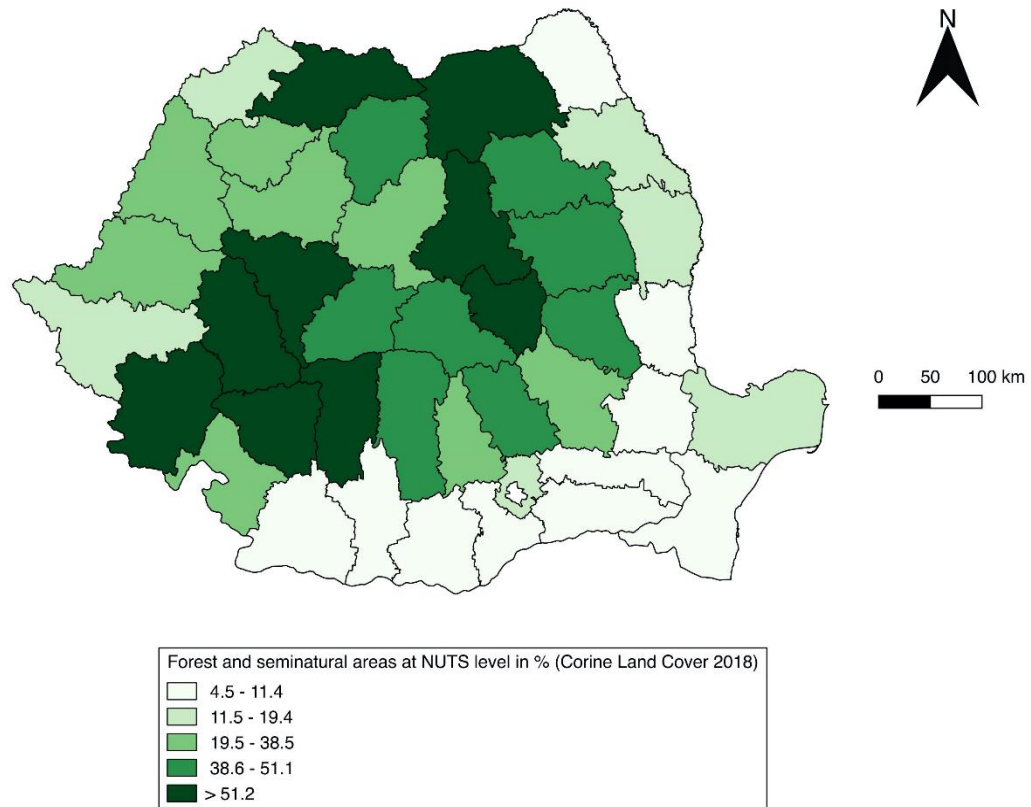 N
0 50 100 km
Forest and seminatural areas at NUTS level in % (Corine Land Cover 2018)
4.5 - 11.4
11.5 - 19.4
19.5 - 38.5
38.6 - 51.1
> 51.2